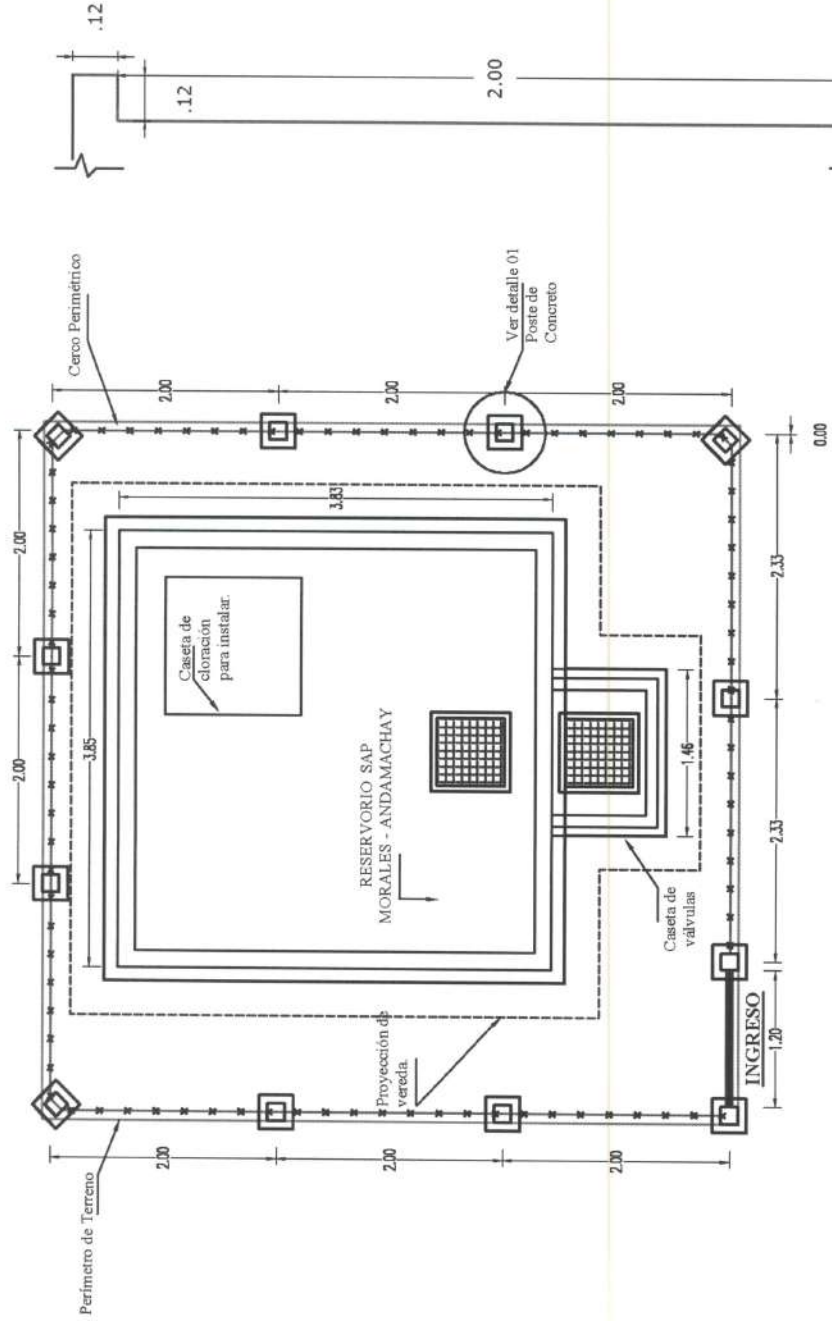 .12
.12
2.00
Cerco Perimétrico
Ver detalle 01
Poste de
Concreto
2.00
2.00
2.00
0.00
2.00
2.00
3.85
3.83
Caseta de
cloración
para instalar.
RESERVORIO SAP
MORALES - ANDAMACHAY
1.46
Caseta de
válvulas
Proyección de
vereda.
2.33
2.33
1.20
INGRESO
Perímetro de Terreno
2.00
2.00
2.00